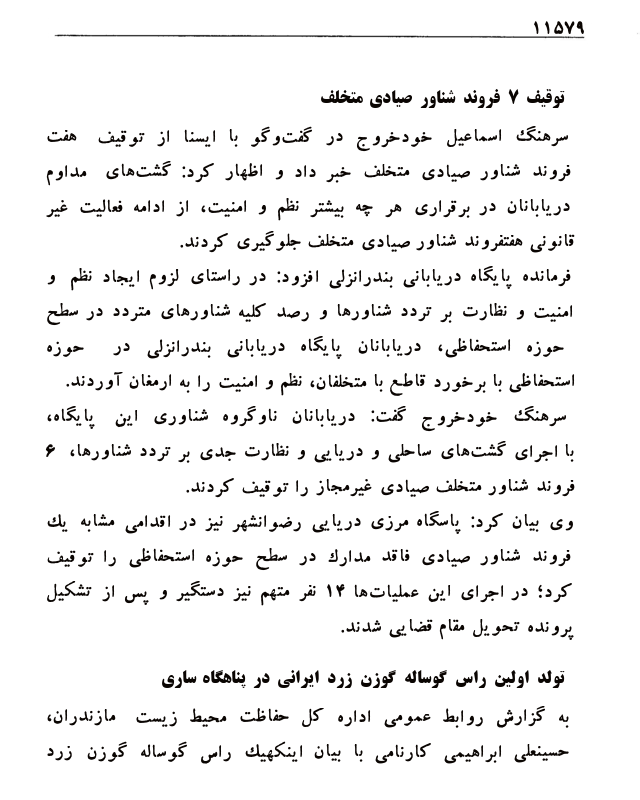 ۱۱۵۷۹
توقیف ۷ فروند شناور صیادی متخلف
سرهنگ اسماعیل خودخروج در گفت‌وگو با ایسنا از توقیف هفت
فروند شناور صیادی متخلف خبر داد و اظهار کرد: گشت‌های مداوم
دریابانان در برقراری هر چه بیشتر نظم و امنیت، از ادامه فعالیت غیر
قانونی هفتفروند شناور صیادی متخلف جلوگیری کردند.
فرمانده پایگاه دریابانی بندرانزلی افزود: در راستای لزوم ایجاد نظم و
امنیت و نظارت بر تردد شناورها و رصد کلیه شناورهای متردد در سطح
حوزه استحفاظی، دریابانان پایگاه دریابانی بندرانزلی در حوزه
استحفاظی با برخورد قاطع با متخلفان، نظم و امنیت را به ارمغان آوردند.
سرهنگ خودخروج گفت: دریابانان ناوگروه شناوری این پایگاه،
با اجرای گشت‌های ساحلی و دریایی و نظارت جدی بر تردد شناورها، ۶
فروند شناور متخلف صیادی غیرمجاز را توقیف کردند.
وی بیان کرد: پاسگاه مرزی دریایی رضوانشهر نیز در اقدامی مشابه یك
فروند شناور صیادی فاقد مدارك در سطح حوزه استحفاظی را توقیف
کرد؛ در اجرای این عملیات‌ها ۱۴ نفر متهم نیز دستگیر و پس از تشکیل
پرونده تحویل مقام قضایی شدند.
تولد اولین راس گوساله گوزن زرد ایرانی در پناهگاه ساری
به گزارش روابط عمومی اداره کل حفاظت محیط زیست مازندران،
حسینعلی ابراهیمی کارنامی با بیان اینکهیك راس گوساله گوزن زرد